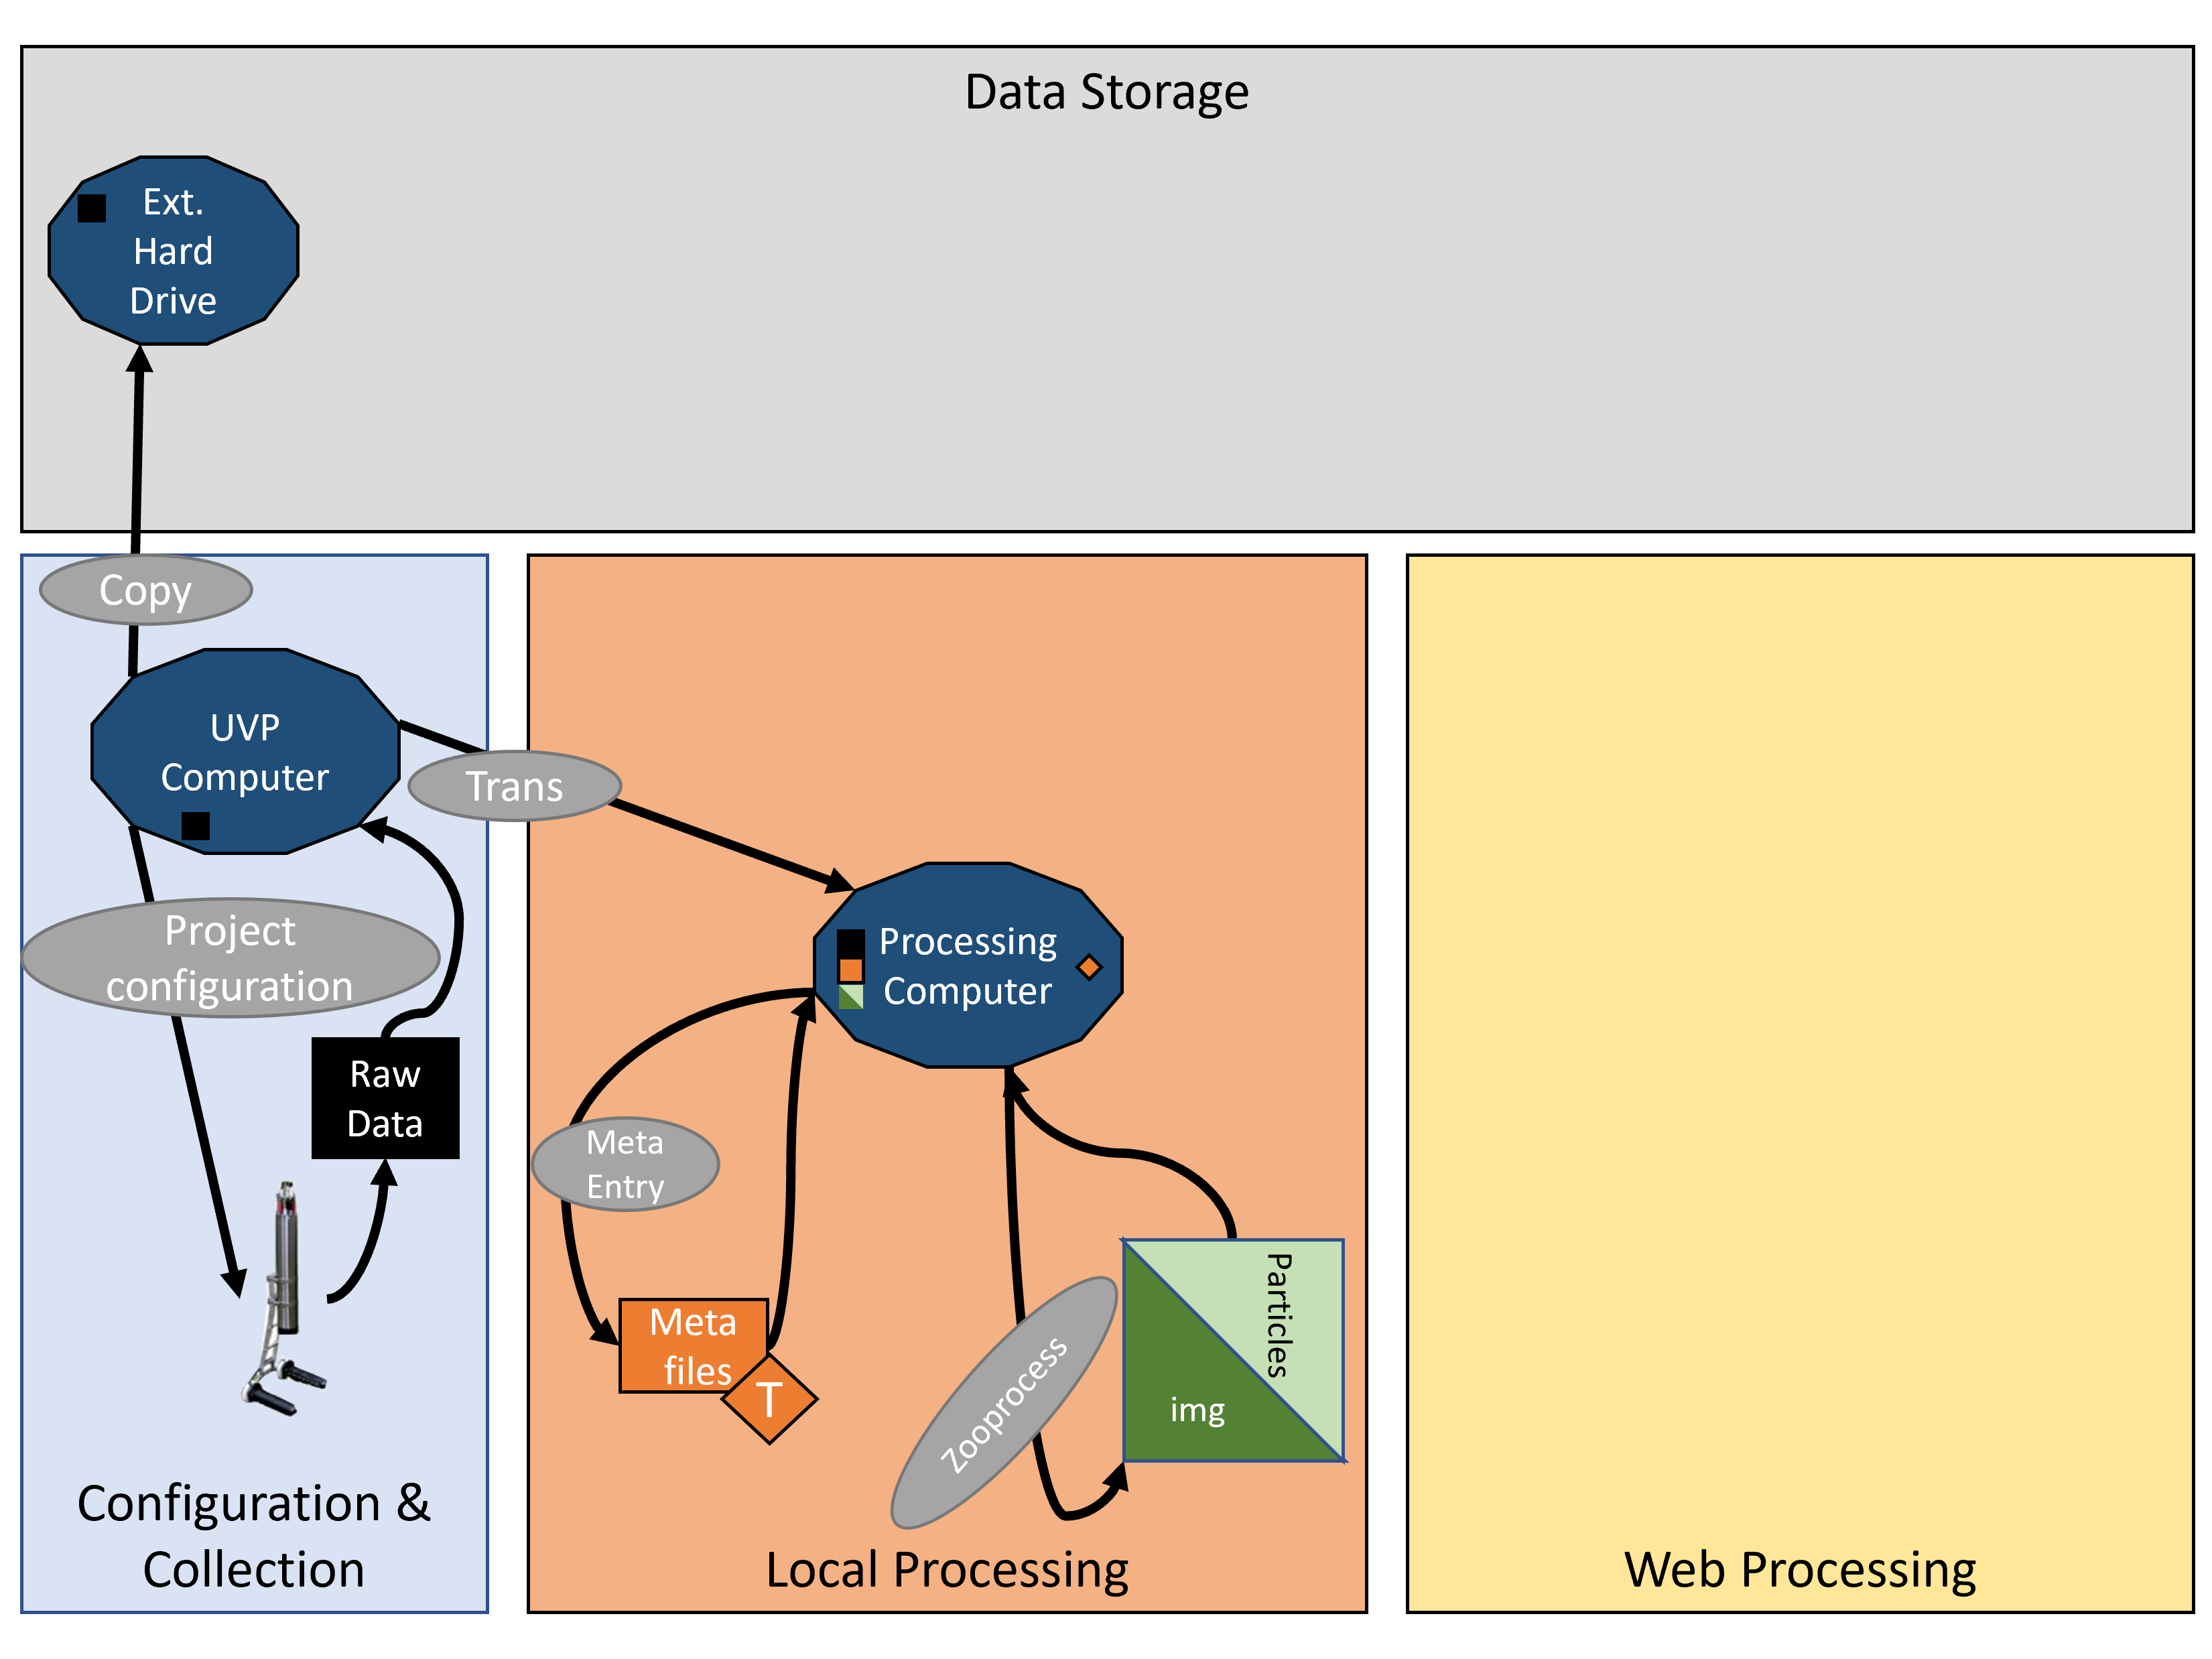 Data Storage
Ext.
Hard
Drive
Copy
UVP
Computer
Trans
Project
configuration
Raw
Data
Configuration &
Collection
Processing
Computer
Meta
Entry
Meta
files
T
Zooprocess
Particles
img
Local Processing
Web Processing